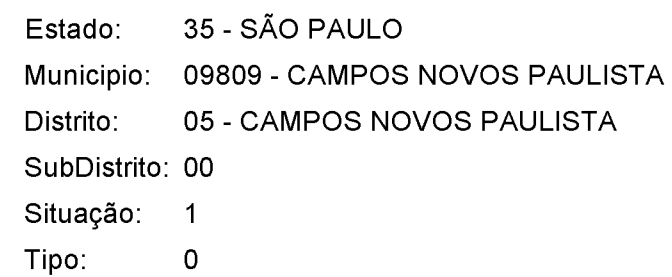 Estado: 35 - SÃO PAULO
Municipio: 09809 - CAMPOS NOVOS PAULISTA
Distrito: 05 - CAMPOS NOVOS PAULISTA
SubDistrito: 00
Situação: 1
Tipo: 0